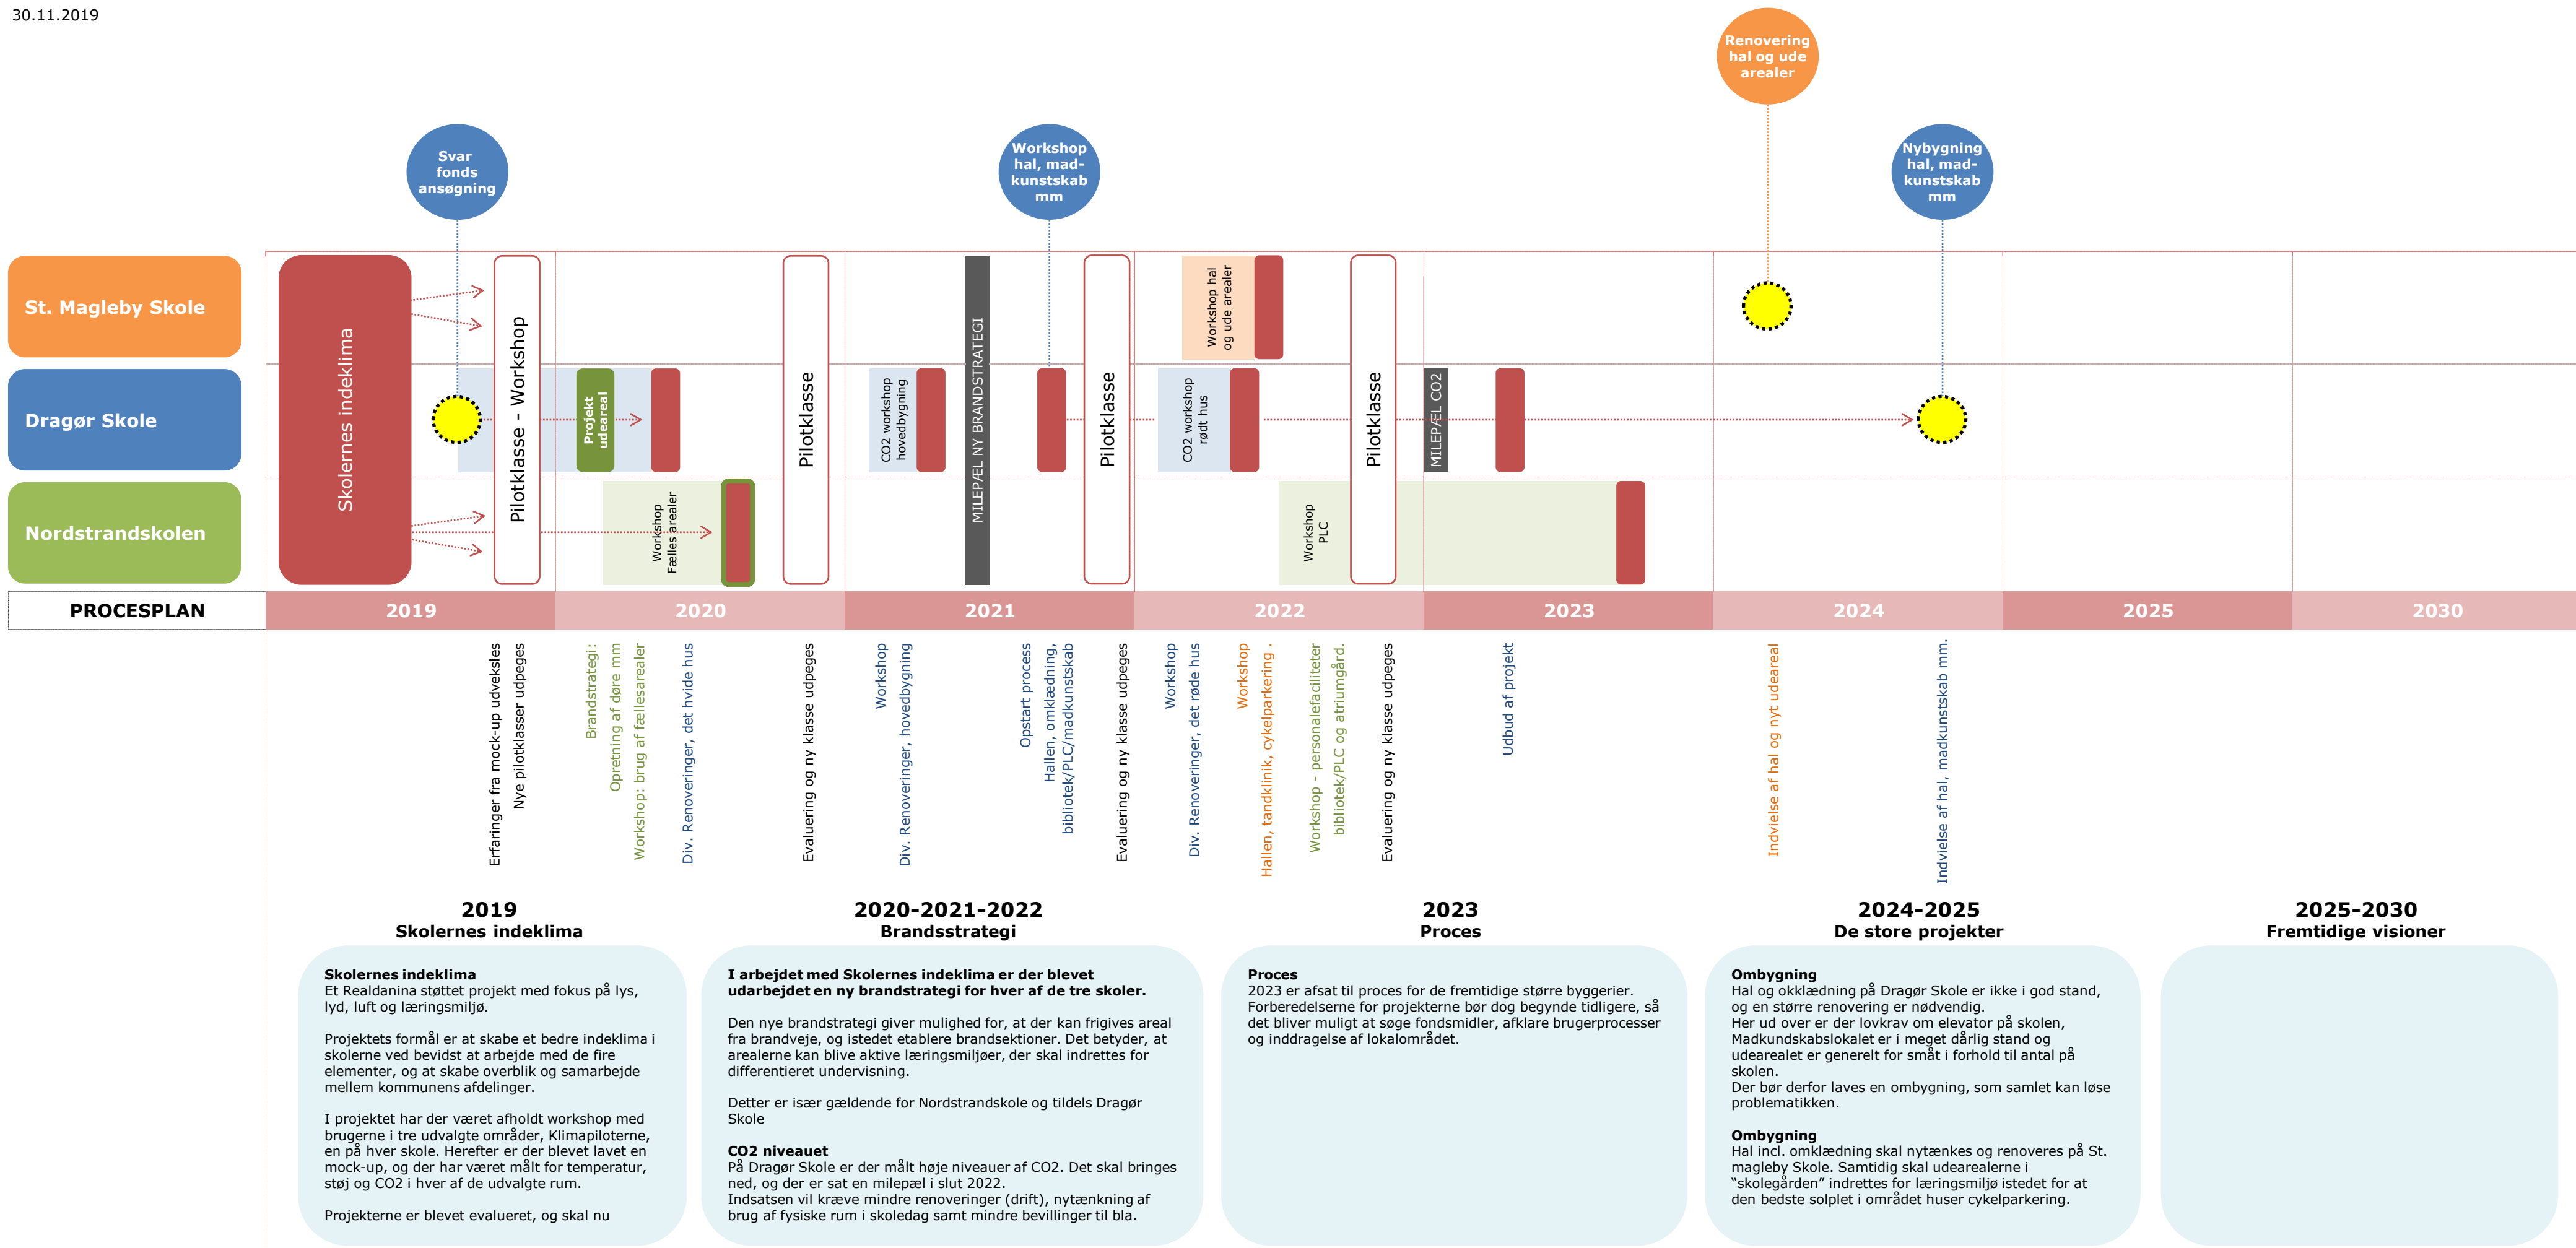 30.11.2019
Renovering
hal og ude
arealer
Svar
fonds
ansøgning
Workshop
hal, mad-
kunstskab
mm
Nybygning
hal, mad-
kunstskab
mm
St. Magleby Skole
Dragør Skole
Nordstrandskolen
Skolernes indeklima
Pilotklasse - Workshop
Projekt
udeareal
Workshop
Fælles arealer
Pilotklasse
CO2 workshop
hovedbygning
MILEPÆL NY BRANDSTRATEGI
Pilotklasse
CO2 workshop
rødt hus
Workshop hal
og ude arealer
Workshop
PLC
Pilotklasse
MILEPÆL CO2
PROCESPLAN
2019
2020
2021
2022
2023
2024
2025
2030
Erfaringer fra mock-up udveksles
Nye pilotklasser udpeges
Brandstrategi:
Opretning af døre mm
Workshop: brug af fællesarealer
Div. Renoveringer, det hvide hus
Evaluering og ny klasse udpeges
Workshop
Div. Renoveringer, hovedbygning
Opstart process
Hallen, omklædning,
bibliotek/PLC/madkunstskab
Evaluering og ny klasse udpeges
Workshop
Div. Renoveringer, det røde hus
Workshop
Hallen, tandklinik, cykelparkering .
Workshop - personalefaciliteter
bibliotek/PLC og atriumgård.
Evaluering og ny klasse udpeges
Udbud af projekt
Indvielse af hal og nyt udeareal
Indvielse af hal, madkunstskab mm.
2019
Skolernes indeklima
Skolernes indeklima
Et Realdanina støttet projekt med fokus på lys,
lyd, luft og læringsmiljø.
Projektets formål er at skabe et bedre indeklima i
skolerne ved bevidst at arbejde med de fire
elementer, og at skabe overblik og samarbejde
mellem kommunens afdelinger.
I projektet har der været afholdt workshop med
brugerne i tre udvalgte områder, Klimapiloterne,
en på hver skole. Herefter er der blevet lavet en
mock-up, og der har været målt for temperatur,
støj og CO2 i hver af de udvalgte rum.
Projekterne er blevet evalueret, og skal nu
2020-2021-2022
Brandsstrategi
I arbejdet med Skolernes indeklima er der blevet
udarbejdet en ny brandstrategi for hver af de tre skoler.
Den nye brandstrategi giver mulighed for, at der kan frigives areal
fra brandveje, og istedet etablere brandsektioner. Det betyder, at
arealerne kan blive aktive læringsmiljøer, der skal indrettes for
differentieret undervisning.
Detter er især gældende for Nordstrandskole og tildels Dragør
Skole
CO2 niveauet
På Dragør Skole er der målt høje niveauer af CO2. Det skal bringes
ned, og der er sat en milepæl i slut 2022.
Indsatsen vil kræve mindre renoveringer (drift), nytænkning af
brug af fysiske rum i skoledag samt mindre bevillinger til bla.
2023
Proces
Proces
2023 er afsat til proces for de fremtidige større byggerier.
Forberedelserne for projekterne bør dog begynde tidligere, så
det bliver muligt at søge fondsmidler, afklare brugerprocesser
og inddragelse af lokalområdet.
2024-2025
De store projekter
Ombygning
Hal og okklædning på Dragør Skole er ikke i god stand,
og en større renovering er nødvendig.
Her ud over er der lovkrav om elevator på skolen,
Madkundskabslokalet er i meget dårlig stand og
udearealet er generelt for småt i forhold til antal på
skolen.
Der bør derfor laves en ombygning, som samlet kan løse
problematikken.
Ombygning
Hal incl. omklædning skal nytænkes og renoveres på St.
magleby Skole. Samtidig skal udearealerne i
“skolegården” indrettes for læringsmiljø istedet for at
den bedste solplet i området huser cykelparkering.
2025-2030
Fremtidige visioner